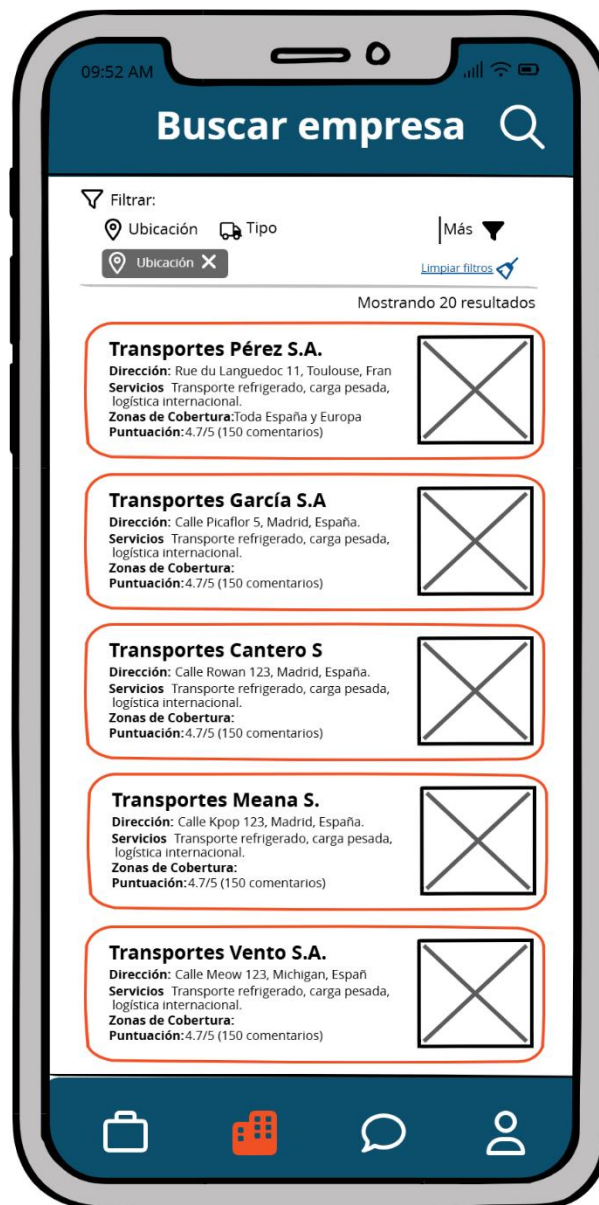 09:52 AM
Buscar empresa
Filtrar:
Ubicación Tipo Más
Ubicación
Limpiar filtros
Mostrando 20 resultados
Transportes Pérez S.A.
Dirección: Rue du Languedoc 11, Toulouse, Fran
Servicios Transporte refrigerado, carga pesada,
logística internacional.
Zonas de Cobertura:Toda España y Europa
Puntuación:4.7/5 (150 comentarios)
Transportes García S.A
Dirección: Calle Picaflor 5, Madrid, España.
Servicios Transporte refrigerado, carga pesada,
logística internacional.
Zonas de Cobertura:
Puntuación:4.7/5 (150 comentarios)
Transportes Cantero S
Dirección: Calle Rowan 123, Madrid, España.
Servicios Transporte refrigerado, carga pesada,
logística internacional.
Zonas de Cobertura:
Puntuación:4.7/5 (150 comentarios)
Transportes Meana S.
Dirección: Calle Kpop 123, Madrid, España.
Servicios Transporte refrigerado, carga pesada,
logística internacional.
Zonas de Cobertura:
Puntuación:4.7/5 (150 comentarios)
Transportes Vento S.A.
Dirección: Calle Meow 123, Michigan, Españ
Servicios Transporte refrigerado, carga pesada,
logística internacional.
Zonas de Cobertura:
Puntuación:4.7/5 (150 comentarios)